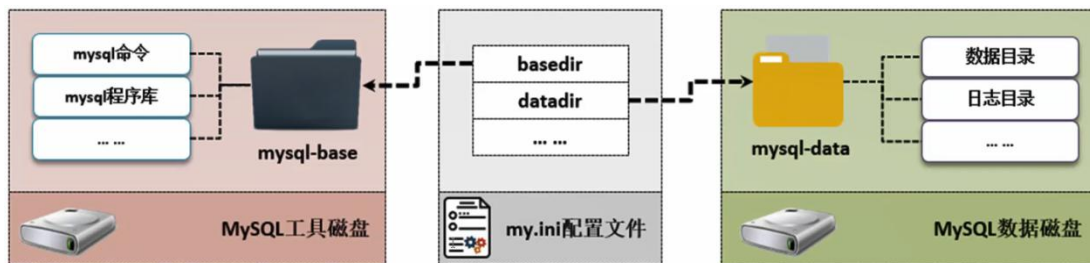 mysql命令
mysql程序库
... ...
mysql-base
MySQL工具磁盘
basedir
datadir
... ...
my.ini配置文件
mysql-data
数据目录
日志目录
... ...
MySQL数据磁盘